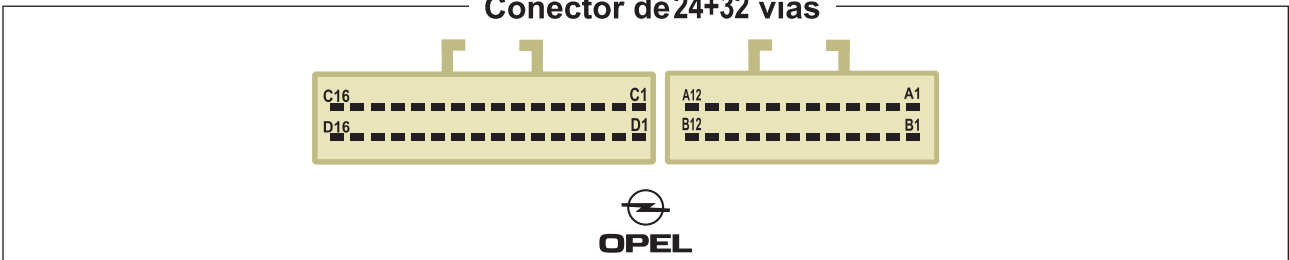 Conector de 24+32 vias
C16 C1 A12 A1
D16 D1 B12 B1
OPEL